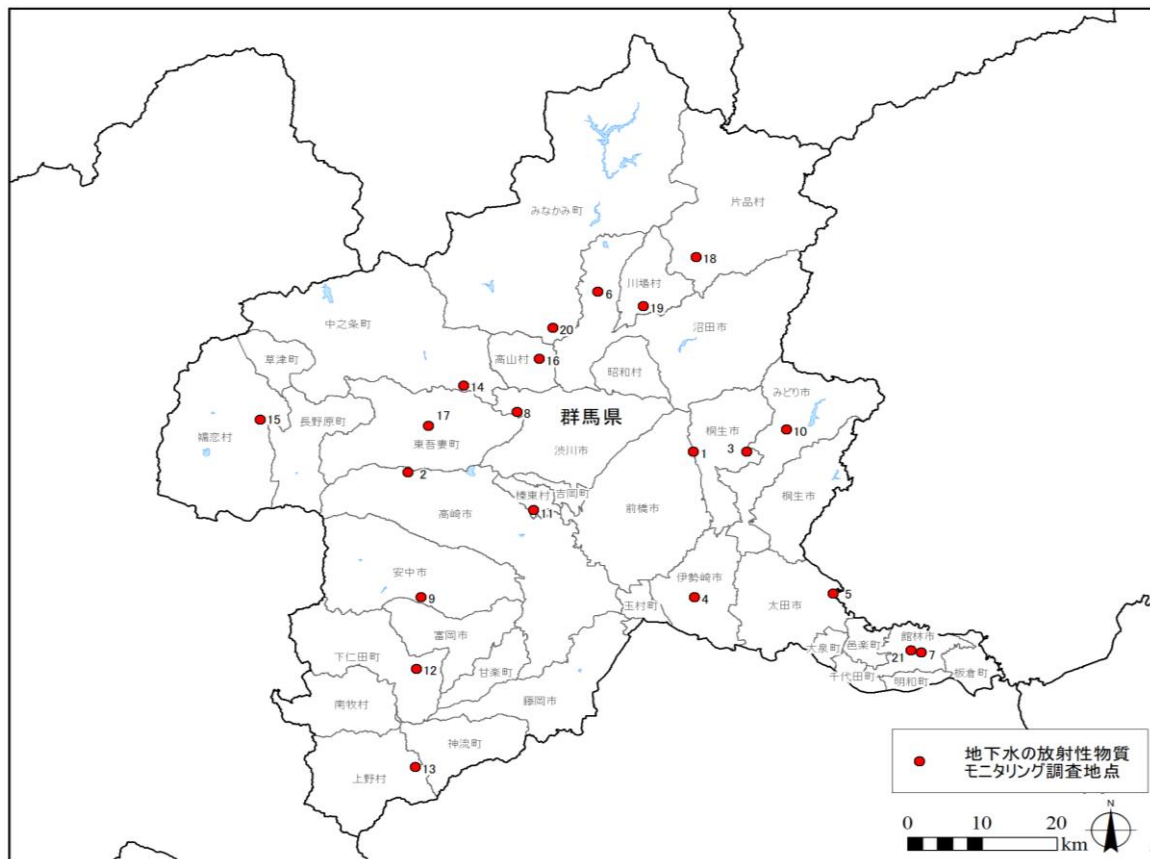 みなかみ町
片品村
18
6
川場村
19
中之条町
沼田市
20
草津町
高山村
16
昭和村
14
みどり市
15
長野原町
17
8
群馬県
桐生市
10
嬬恋村
東吾妻町
渋川市
1
3
2
桐生市
榛東村
吉岡町
11
高崎市
前橋市
安中市
伊勢崎市
9
4
玉村町
太田市
5
富岡市
館林市
下仁田町
大泉町
邑楽町
21
7
12
甘楽町
千代田町
明和町
板倉町
南牧村
藤岡市
神流町
上野村
13
地下水の放射性物質
モニタリング調査地点
N
0 10 20
km